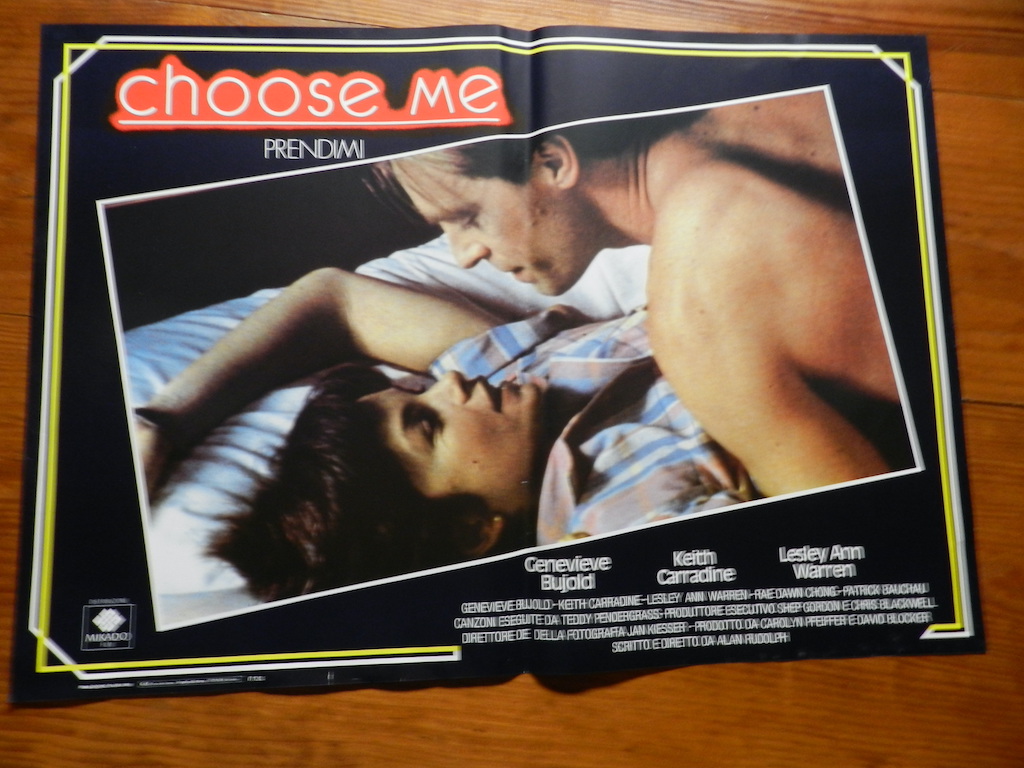 choose me
PRENDIMI
Genevieve Bujold
Keith Carradine
Lesley Ann Warren
GENEVIEVE BUJOLD - KEITH CARRADINE - LESLEY ANN WARREN - RAE DAWN CHONG - PATRICK BAUCHAU
CANZONI ESEGUITE DA TEDDY PENDERGRASS - PRODUTTORE ESECUTIVO SHEP GORDON E CHRIS BLACKWELL
DIRETTORE DELLA FOTOGRAFIA JAN KIESSER - PRODOTTO DA CAROLYN PFEIFFER E DAVID BLOCKER
SCRITTO E DIRETTO DA ALAN RUDOLPH
MIKADO